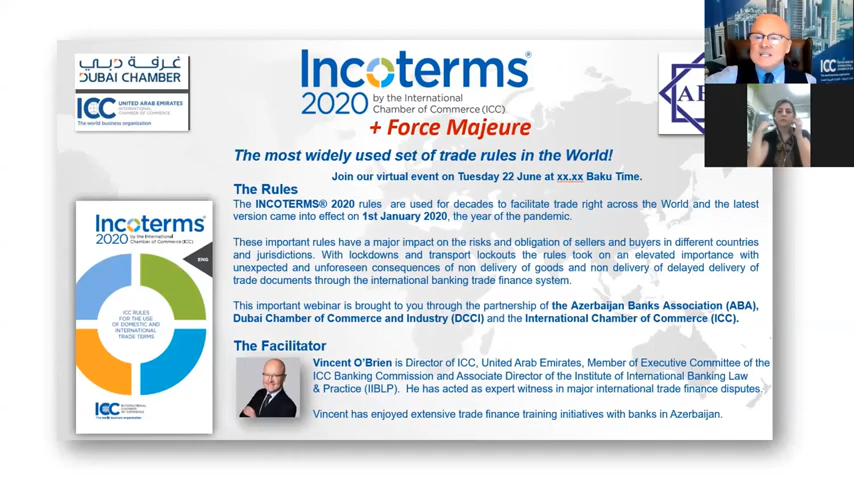 غرفة دبي
DUBAI CHAMBER
ICC UNITED ARAB EMIRATES
INTERNATIONAL
CHAMBER OF COMMERCE
The world business organization
Incoterms®
2020 by the International
Chamber of Commerce (ICC)
+ Force Majeure
The most widely used set of trade rules in the World!
Join our virtual event on Tuesday 22 June at xx.xx Baku Time.
The Rules
The INCOTERMS® 2020 rules are used for decades to facilitate trade right across the World and the latest
version came into effect on 1st January 2020, the year of the pandemic.
These important rules have a major impact on the risks and obligation of sellers and buyers in different countries
and jurisdictions. With lockdowns and transport lockouts the rules took on an elevated importance with
unexpected and unforeseen consequences of non delivery of goods and non delivery of delayed delivery of
trade documents through the international banking trade finance system.
This important webinar is brought to you through the partnership of the Azerbaijan Banks Association (ABA),
Dubai Chamber of Commerce and Industry (DCCI) and the International Chamber of Commerce (ICC).
The Facilitator
Vincent O'Brien is Director of ICC, United Arab Emirates, Member of Executive Committee of the
ICC Banking Commission and Associate Director of the Institute of International Banking Law
& Practice (IIBLP). He has acted as expert witness in major international trade finance disputes.
Vincent has enjoyed extensive trade finance training initiatives with banks in Azerbaijan.
Incoterms®
2020 by the International
Chamber of Commerce (ICC)
ENG
ICC RULES
FOR THE USE
OF DOMESTIC AND
INTERNATIONAL
TRADE TERMS
ICC INTERNATIONAL
CHAMBER
OF COMMERCE
The world business organization
ICC